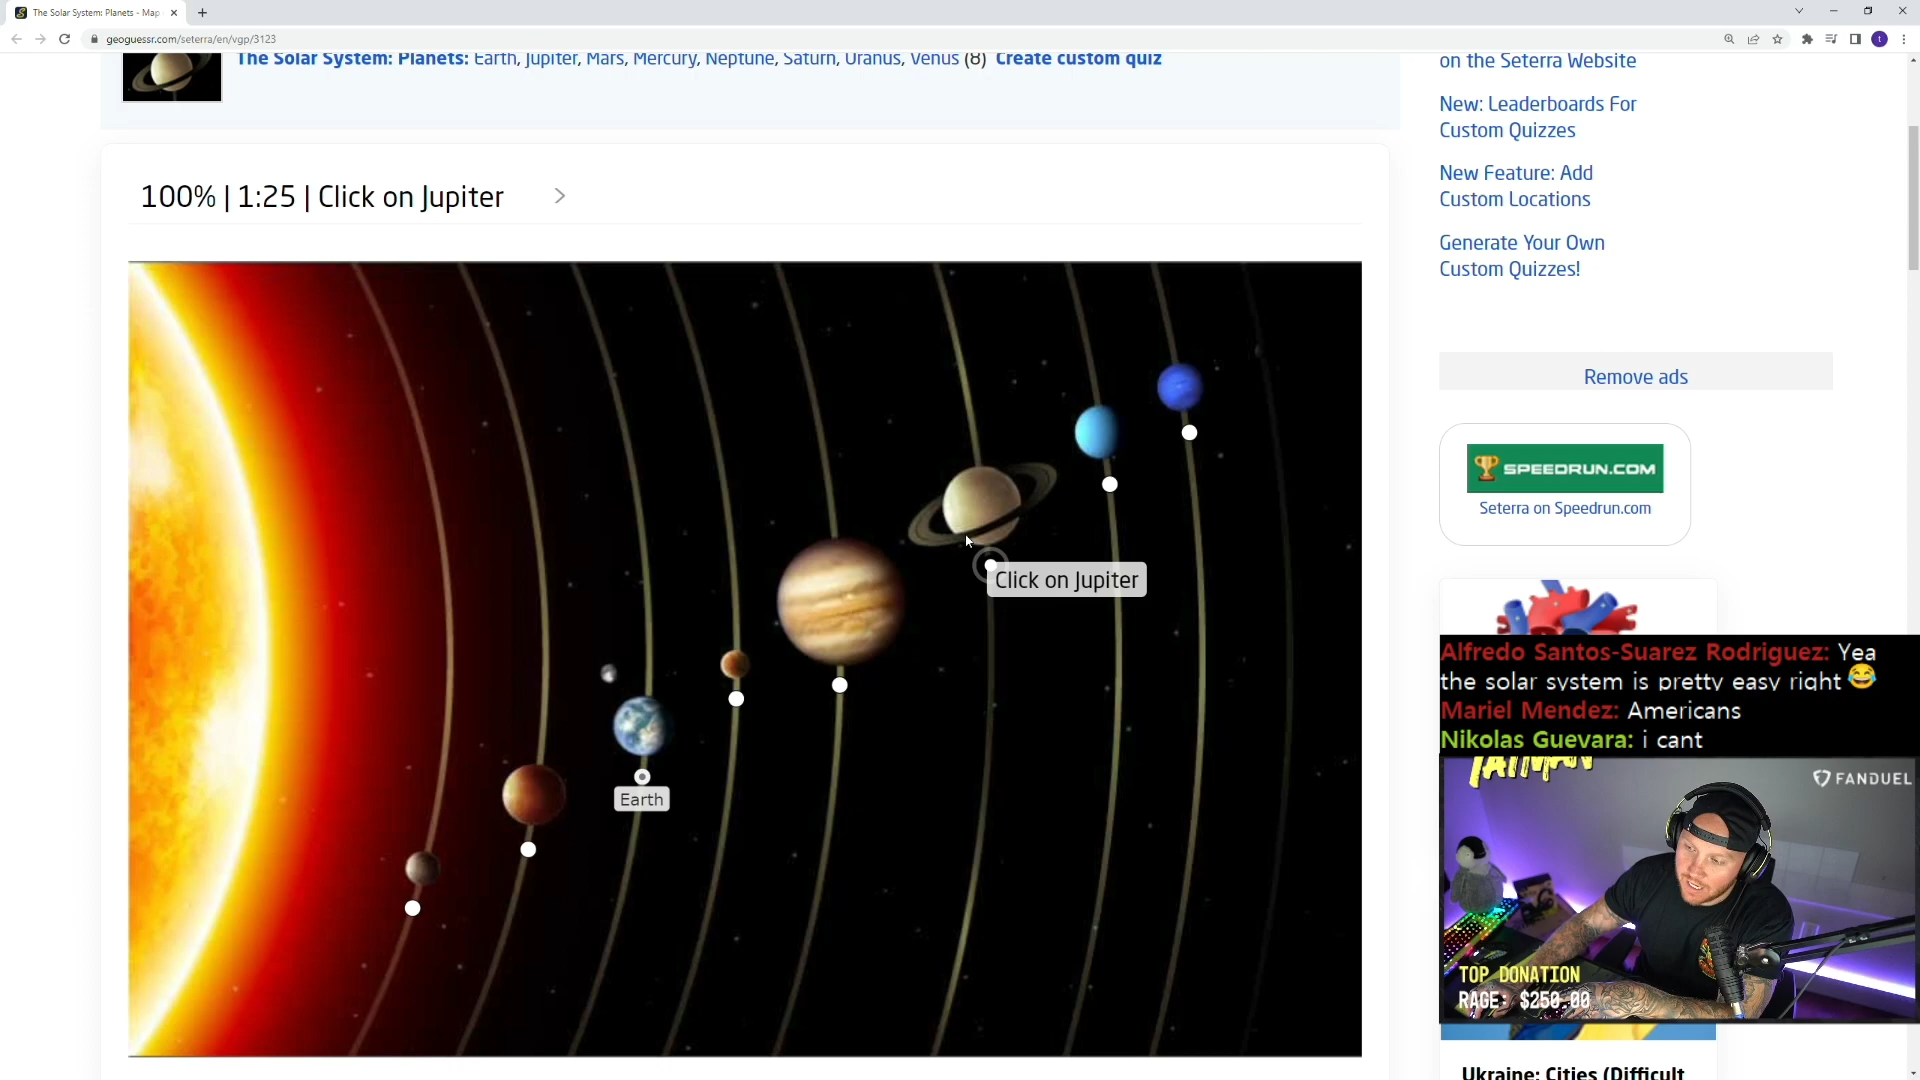 The Solar System: Planets - Map
geoguessr.com/seterra/en/vgp/3123
The Solar System: Planets: Earth, Jupiter, Mars, Mercury, Neptune, Saturn, Uranus, Venus (8) Create custom quiz
100% | 1:25 | Click on Jupiter
Click on Jupiter
Earth
on the Seterra Website
New: Leaderboards For
Custom Quizzes
New Feature: Add
Custom Locations
Generate Your Own
Custom Quizzes!
Remove ads
SPEEDRUN.COM
Seterra on Speedrun.com
Alfredo Santos-Suarez Rodriguez: Yea
the solar system is pretty easy right 😂
Mariel Mendez: Americans
Nikolas Guevara: i cant
TATMAN
FANDUEL
TOP DONATION
RAGE: $250.00
Ukraine: Cities (Difficult